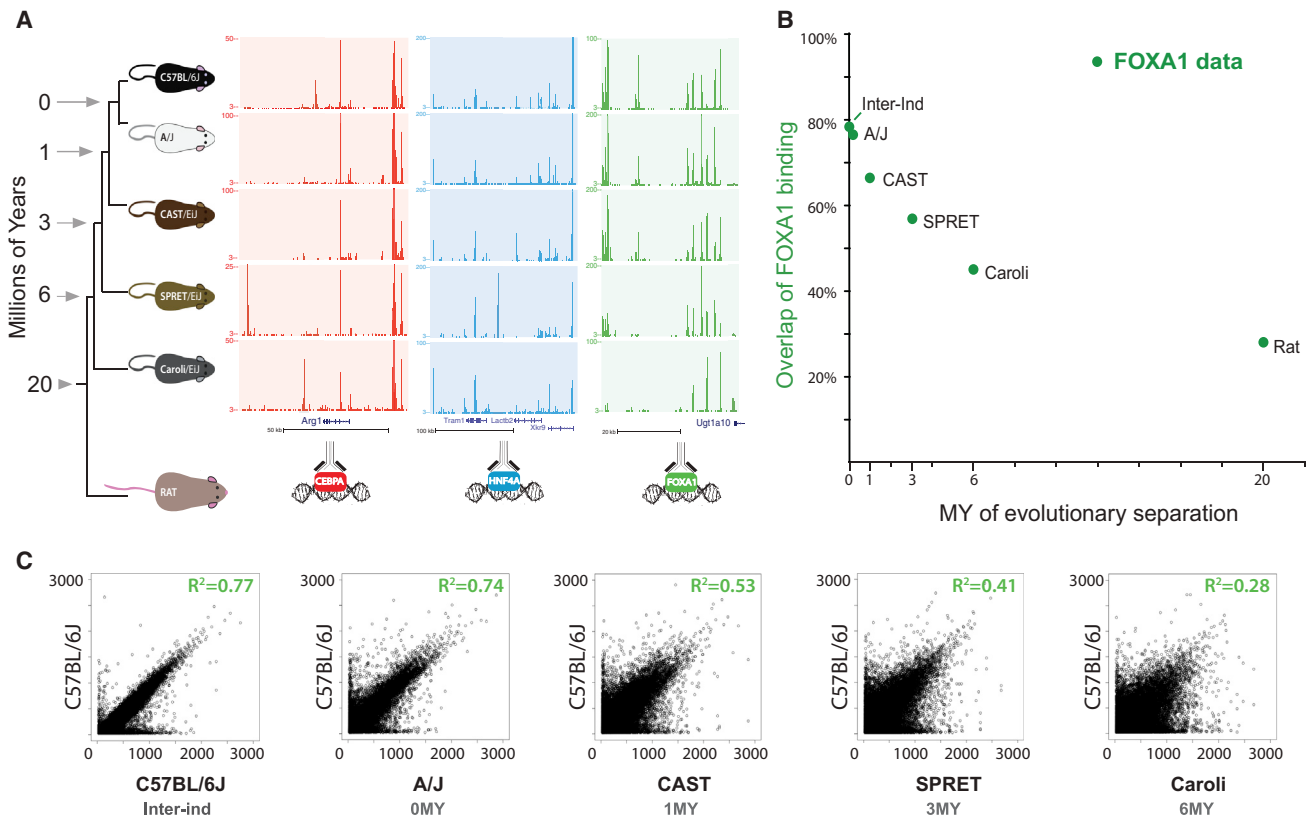 A
Millions of Years
0
1
3
6
20
C57BL/6J
A/J
CAST/EiJ
SPRET/EiJ
Caroli/EiJ
RAT
50
3
100
3
100
3
25
3
50
3
200
3
200
3
200
3
200
3
100
3
100
3
200
3
200
3
200
3
100
3
Arg1
50 kb
Tram1
Lactb2
Xkr9
100 kb
Ugt1a10
20 kb
CEBPA
HNF4A
FOXA1
B
Overlap of FOXA1 binding
100%
80%
60%
40%
20%
FOXA1 data
Inter-Ind
A/J
CAST
SPRET
Caroli
Rat
0 1 3 6 20
MY of evolutionary separation
C
3000
C57BL/6J
R²=0.77
0 1000 2000 3000
C57BL/6J
Inter-ind
3000
C57BL/6J
R²=0.74
0 1000 2000 3000
A/J
0MY
3000
C57BL/6J
R²=0.53
0 1000 2000 3000
CAST
1MY
3000
C57BL/6J
R²=0.41
0 1000 2000 3000
SPRET
3MY
3000
C57BL/6J
R²=0.28
0 1000 2000 3000
Caroli
6MY